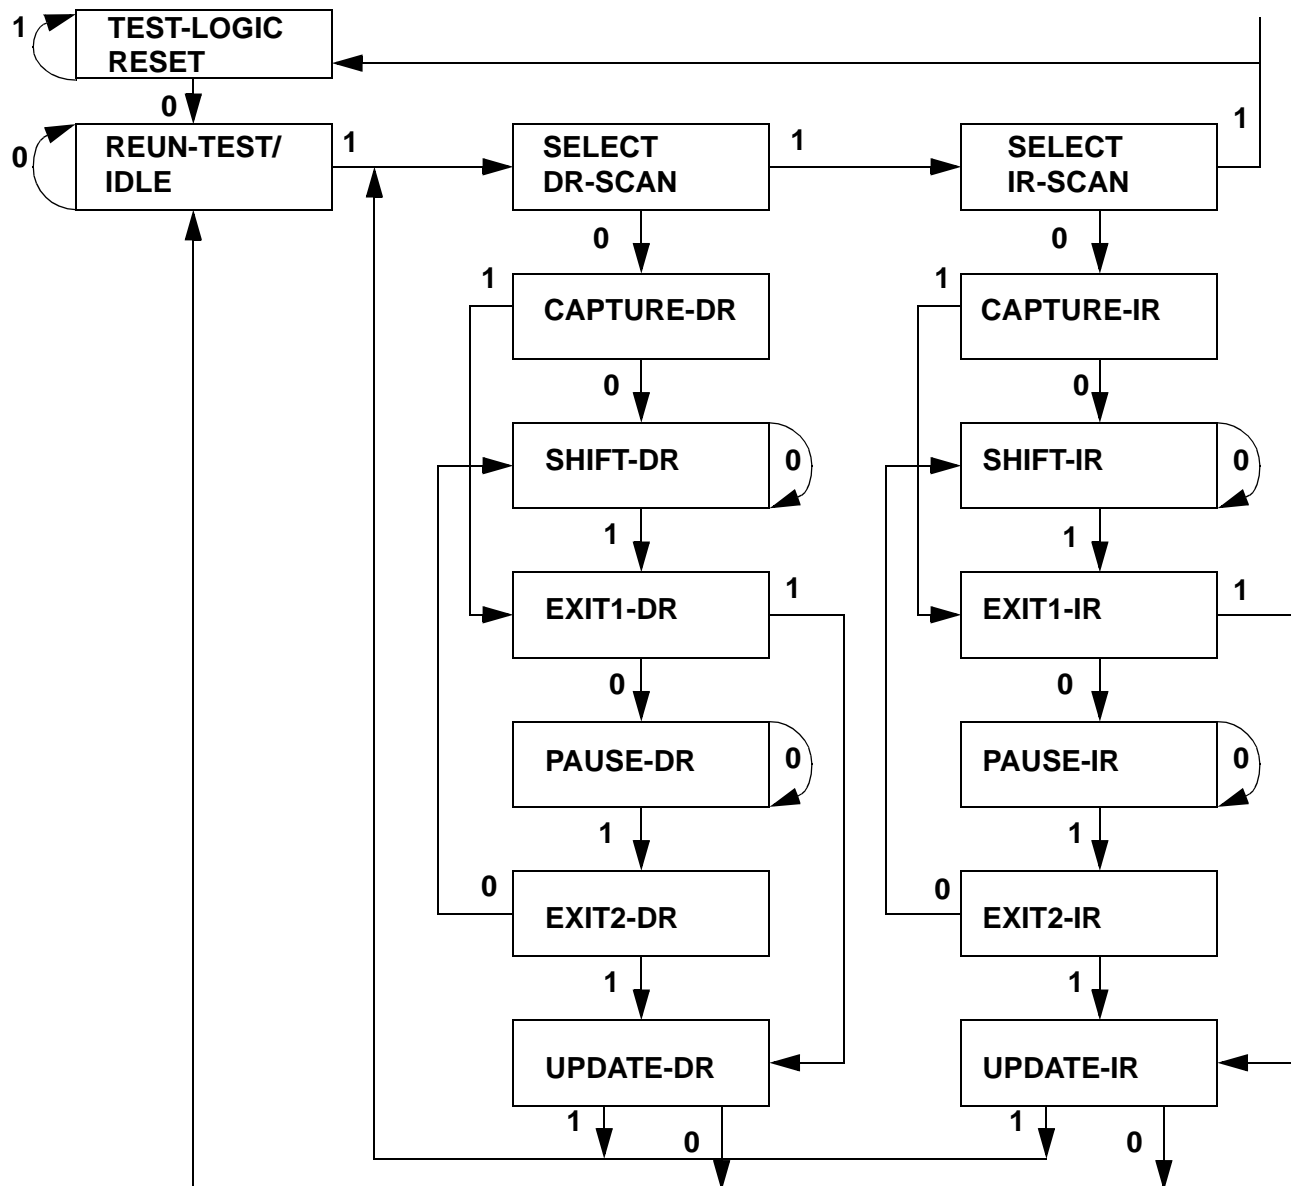 1
TEST-LOGIC
RESET
0
0
REUN-TEST/
IDLE
1
SELECT
DR-SCAN
1
SELECT
IR-SCAN
1
0
0
1
CAPTURE-DR
1
CAPTURE-IR
0
0
SHIFT-DR
0
SHIFT-IR
0
1
1
EXIT1-DR
1
EXIT1-IR
1
0
0
PAUSE-DR
0
PAUSE-IR
0
1
1
0
EXIT2-DR
0
EXIT2-IR
1
1
UPDATE-DR
UPDATE-IR
1
0
1
0